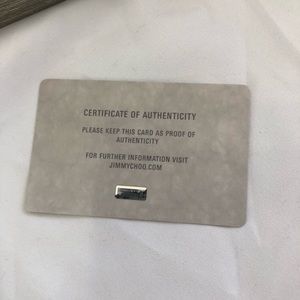 CERTIFICATE OF AUTHENTICITY
PLEASE KEEP THIS CARD AS PROOF OF
AUTHENTICITY
FOR FURTHER INFORMATION VISIT
JIMMYCHOO.COM